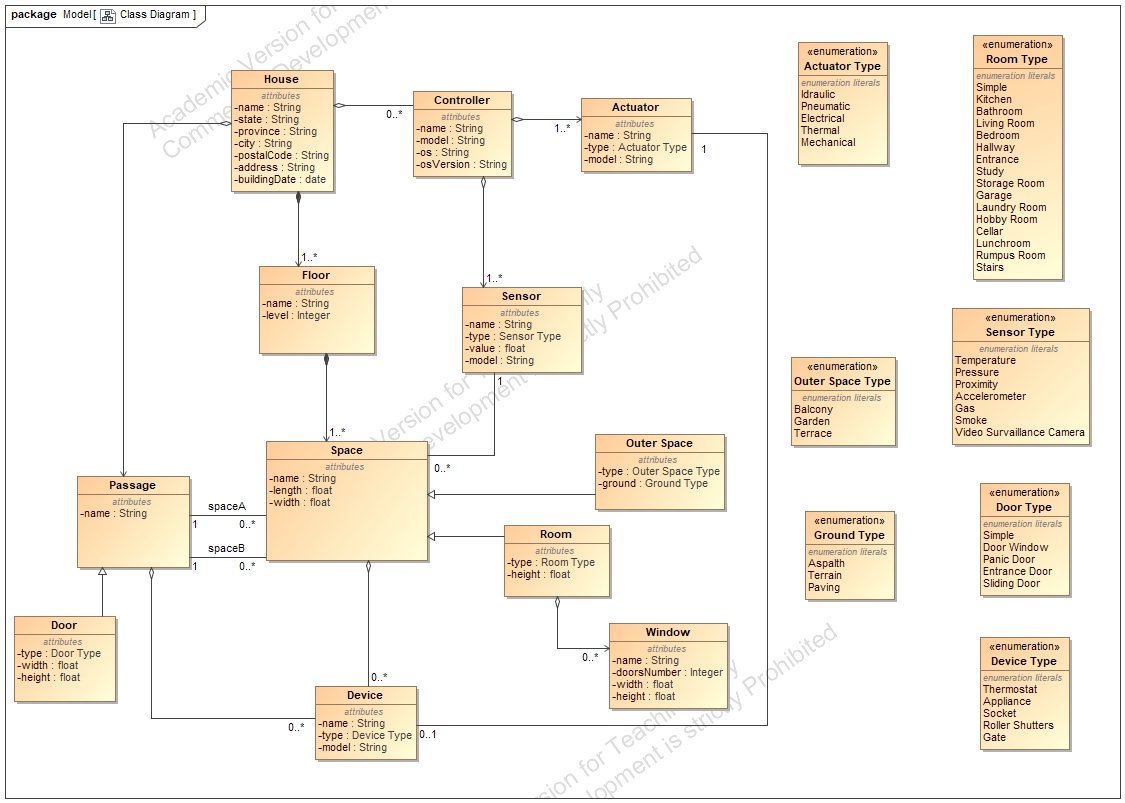 package Model[ Class Diagram ]
House
attributes
-name : String
-state : String
-province : String
-city : String
-postalCode : String
-address : String
-buildingDate : date
0..*
Controller
attributes
-name : String
-model : String
-os : String
-osVersion : String
1..*
Actuator
attributes
-name : String
-type : Actuator Type
-model : String
1
«enumeration»
Actuator Type
enumeration literals
Idraulic
Pneumatic
Electrical
Thermal
Mechanical
«enumeration»
Room Type
enumeration literals
Simple
Kitchen
Bathroom
Living Room
Bedroom
Hallway
Entrance
Study
Storage Room
Garage
Laundry Room
Hobby Room
Cellar
Lunchroom
Rumpus Room
Stairs
1..*
Floor
attributes
-name : String
-level : Integer
1..*
Sensor
attributes
-name : String
-type : Sensor Type
-value : float
-model : String
1
0..*
«enumeration»
Sensor Type
enumeration literals
Temperature
Pressure
Proximity
Accelerometer
Gas
Smoke
Video Survaillance Camera
«enumeration»
Outer Space Type
enumeration literals
Balcony
Garden
Terrace
1..*
Space
attributes
-name : String
-length : float
-width : float
Outer Space
attributes
-type : Outer Space Type
-ground : Ground Type
Passage
attributes
-name : String
spaceA
1 0..*
spaceB
1 0..*
Room
attributes
-type : Room Type
-height : float
«enumeration»
Ground Type
enumeration literals
Aspalth
Terrain
Paving
«enumeration»
Door Type
enumeration literals
Simple
Door Window
Panic Door
Entrance Door
Sliding Door
Door
attributes
-type : Door Type
-width : float
-height : float
0..*
Window
attributes
-name : String
-doorsNumber : Integer
-width : float
-height : float
0..*
Device
attributes
-name : String
-type : Device Type
-model : String
0..*
0..1
«enumeration»
Device Type
enumeration literals
Thermostat
Appliance
Socket
Roller Shutters
Gate